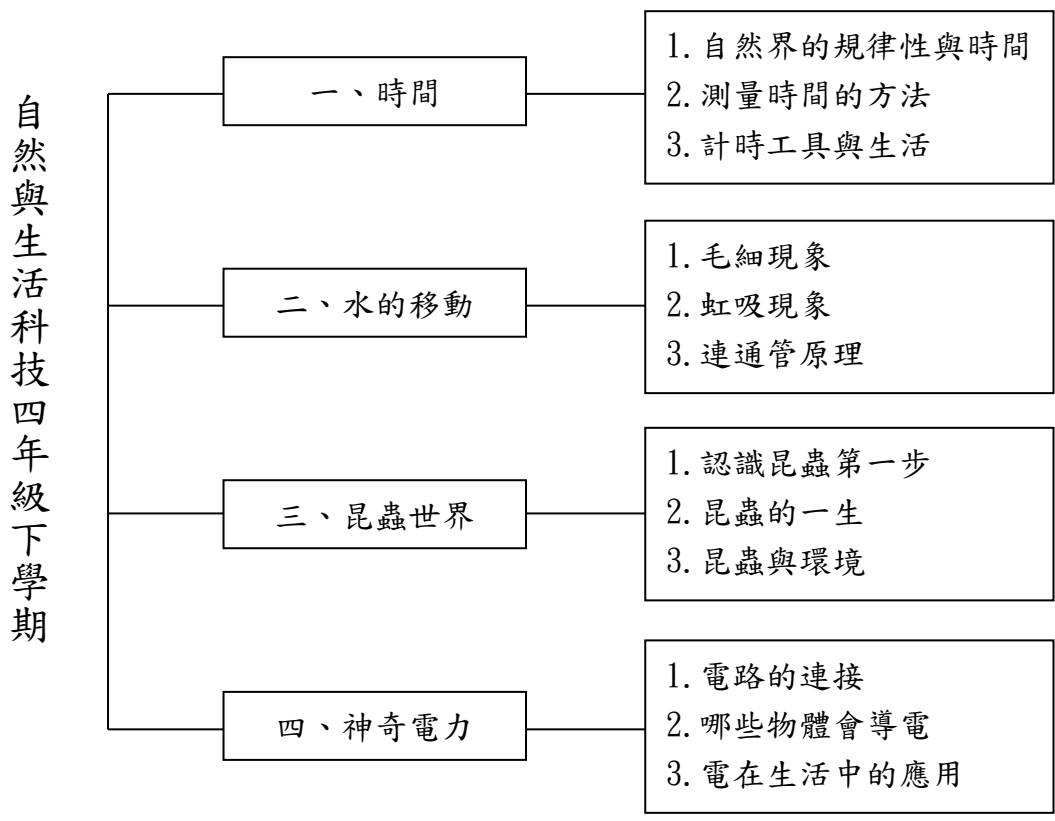 自然與生活科技四年級下學期
一、時間
1.自然界的規律性與時間
2.測量時間的方法
3.計時工具與生活
二、水的移動
1.毛細現象
2.虹吸現象
3.連通管原理
三、昆蟲世界
1.認識昆蟲第一步
2.昆蟲的一生
3.昆蟲與環境
四、神奇電力
1.電路的連接
2.哪些物體會導電
3.電在生活中的應用